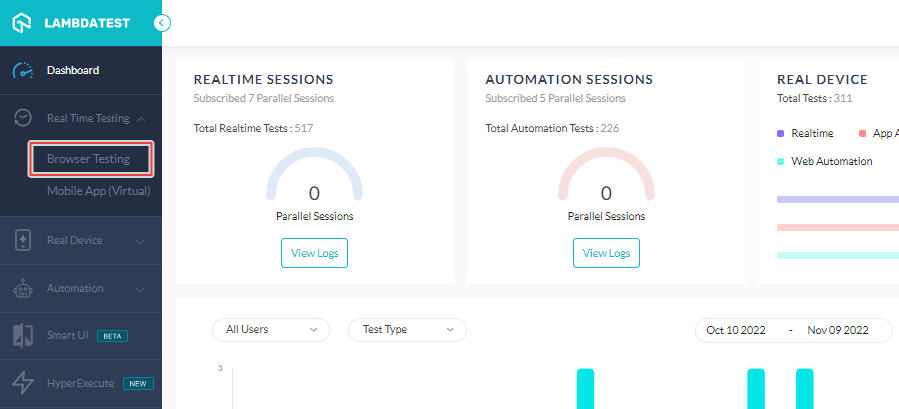 LAMBDATEST
Dashboard
Real Time Testing
Browser Testing
Mobile App (Virtual)
Real Device
Automation
Smart UI BETA
HyperExecute NEW
REALTIME SESSIONS
Subscribed 7 Parallel Sessions
Total Realtime Tests : 517
0
Parallel Sessions
View Logs
AUTOMATION SESSIONS
Subscribed 5 Parallel Sessions
Total Automation Tests : 226
0
Parallel Sessions
View Logs
REAL DEVICE
Total Tests : 311
Realtime App A
Web Automation
All Users Test Type Oct 10 2022 - Nov 09 2022
3